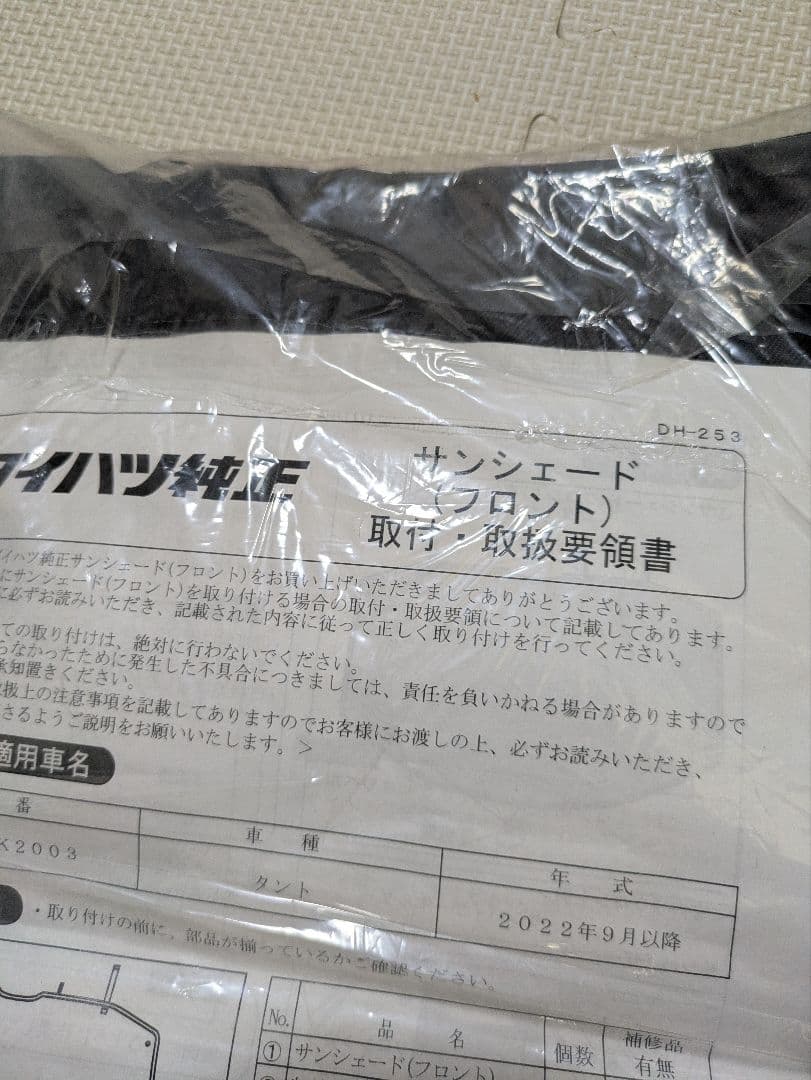 DH-253
イハツ純正
サンシェード
(フロント)
取付・取扱要領書
イハツ純正サンシェード(フロント)をお買い上げいただきましてありがとうございます。
にサンシェード(フロント)を取り付ける場合の取付・取扱要領について記載してあります。
に必ずお読みいただき、記載された内容に従って正しく取り付けを行ってください。
ての取り付けは、絶対に行わないでください。
らなかったために発生した不具合につきましては、責任を負いかねる場合がありますので
承知置きください。
取扱上の注意事項を記載してありますのでお客様にお渡しの上、必ずお読みいただき、
さるようご説明をお願いいたします。>
適用車名
番 車 種 年 式
K2003 タント 2022年9月以降
・取り付けの前に、部品が揃っているかご確認ください。
No. 品 名 個数 補修品
有無
① サンシェード(フロント)